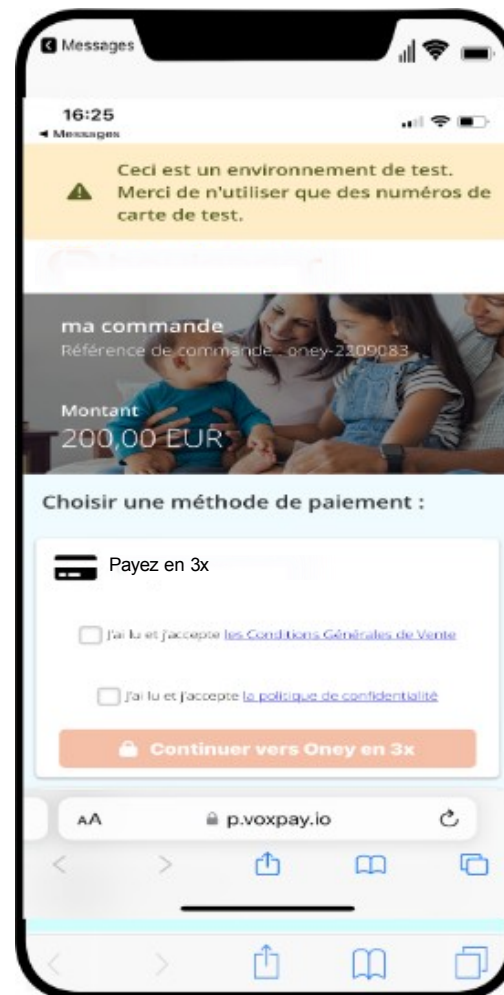 Messages
16:25
Messages
Ceci est un environnement de test.
Merci de n'utiliser que des numéros de
carte de test.
ma commande
Référence de commande : oney-2209083
Montant
200,00 EUR
Choisir une méthode de paiement :
Payez en 3x
J'ai lu et j'accepte les Conditions Générales de Vente
J'ai lu et j'accepte la politique de confidentialité
Continuer vers Oney en 3x
AA p.voxpay.io